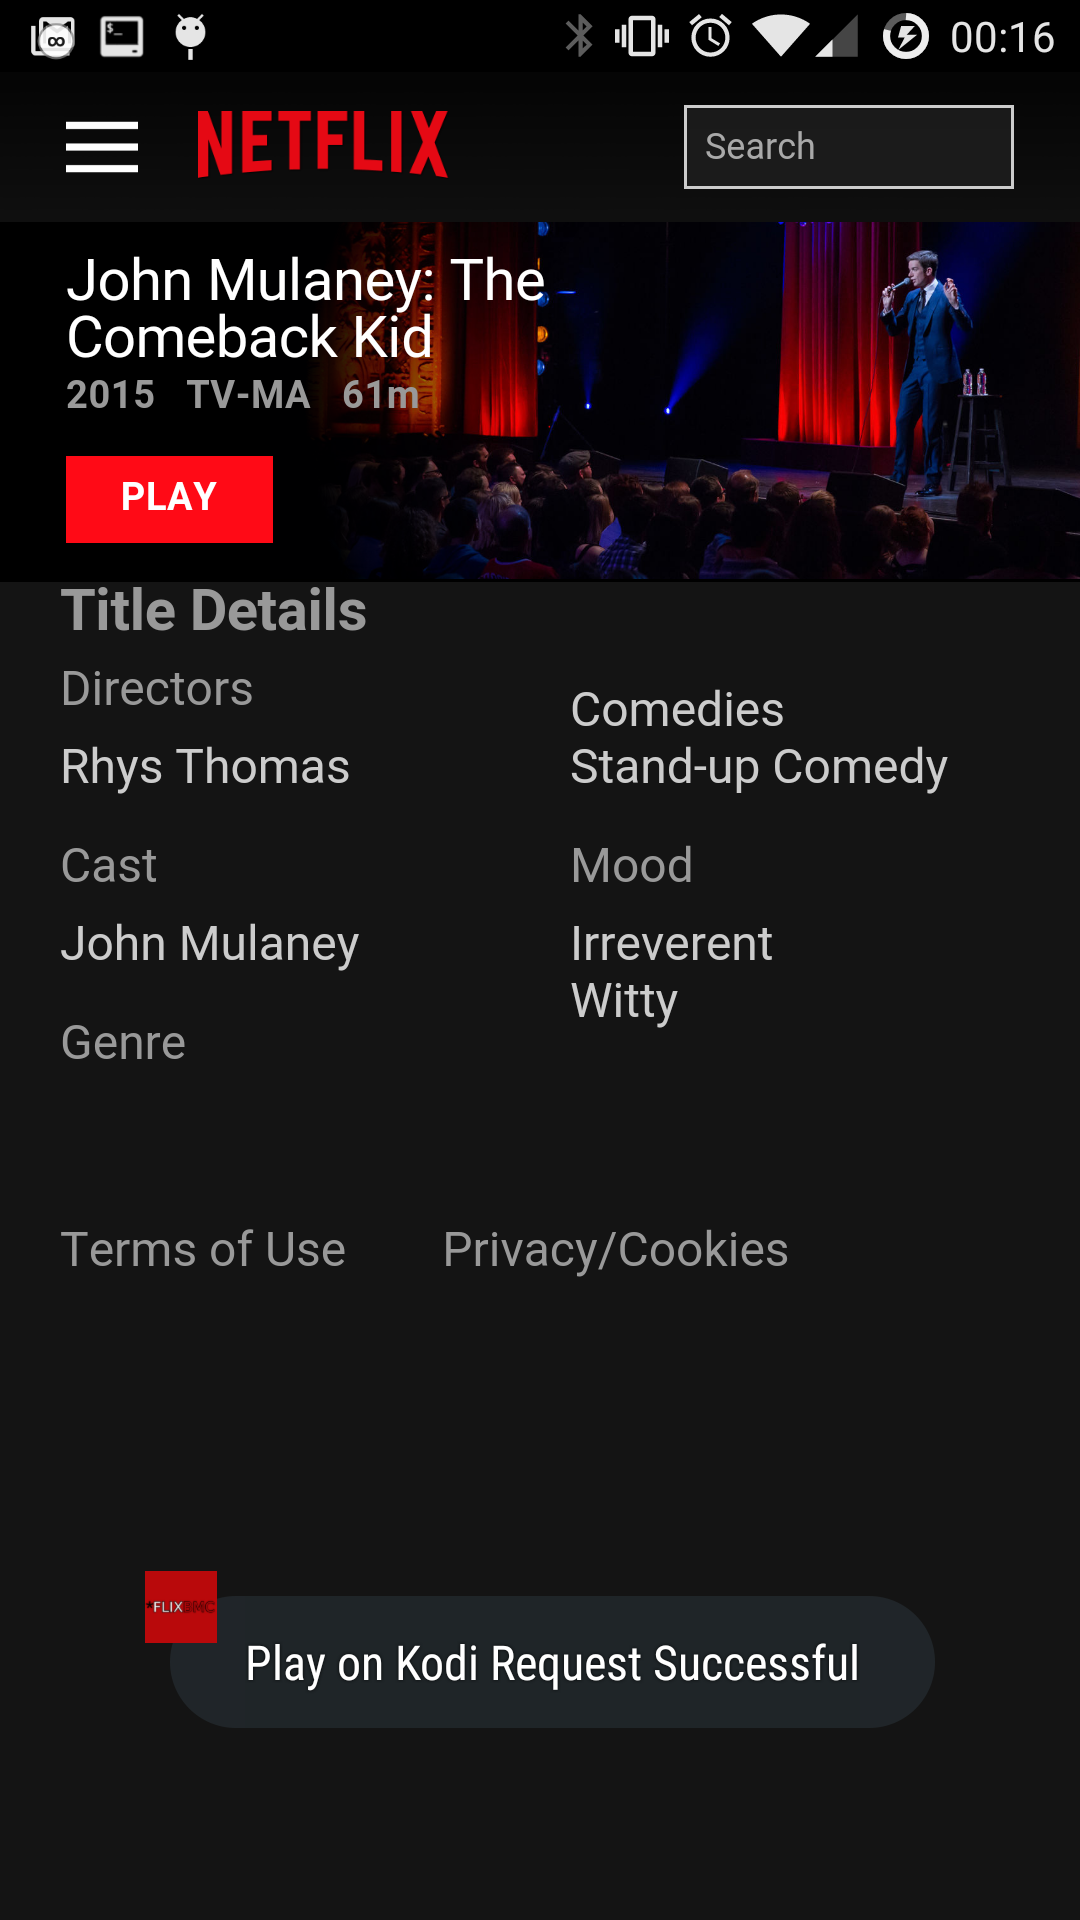 00:16
NETFLIX
Search
John Mulaney: The
Comeback Kid
2015 TV-MA 61m
PLAY
Title Details
Directors
Rhys Thomas
Cast
John Mulaney
Genre
Comedies
Stand-up Comedy
Mood
Irreverent
Witty
Terms of Use Privacy/Cookies
FLIXBMC
Play on Kodi Request Successful